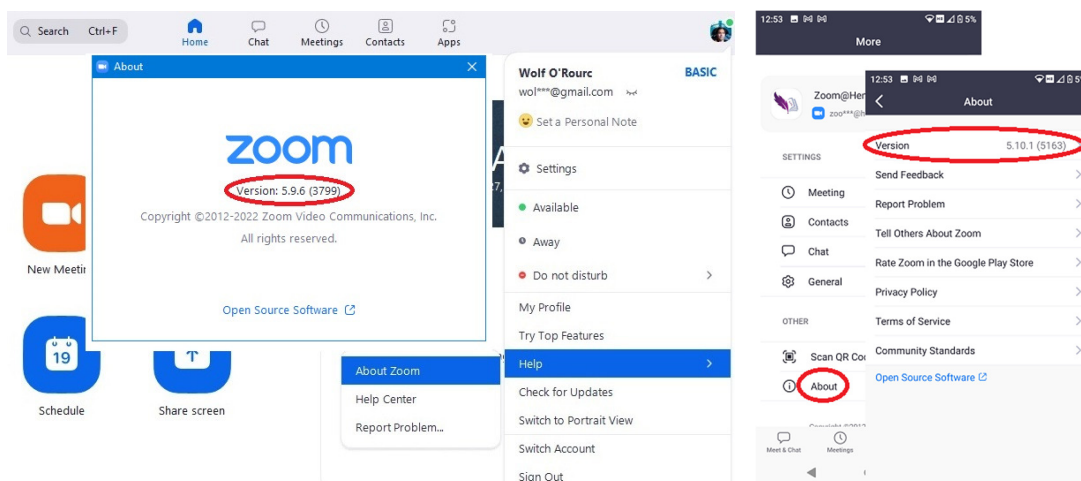 Search Ctrl+F
Home
Chat
Meetings
Contacts
Apps
About
zoom
Version: 5.9.6 (3799)
Copyright ©2012-2022 Zoom Video Communications, Inc.
All rights reserved.
Open Source Software
New Meetin
19
Schedule
Share screen
About Zoom
Help Center
Report Problem...
Wolf O'Rourc BASIC
wol***@gmail.com
Set a Personal Note
Settings
Available
Away
Do not disturb
My Profile
Try Top Features
Help
Check for Updates
Switch to Portrait View
Switch Account
Sign Out
12:53 5%
More
Zoom@Her
zoo***@h
SETTINGS
Meeting
Contacts
Chat
General
OTHER
Scan QR Co
About
Meet & Chat
Meetings
12:53 5%
About
Version 5.10.1 (5163)
Send Feedback
Report Problem
Tell Others About Zoom
Rate Zoom in the Google Play Store
Privacy Policy
Terms of Service
Community Standards
Open Source Software